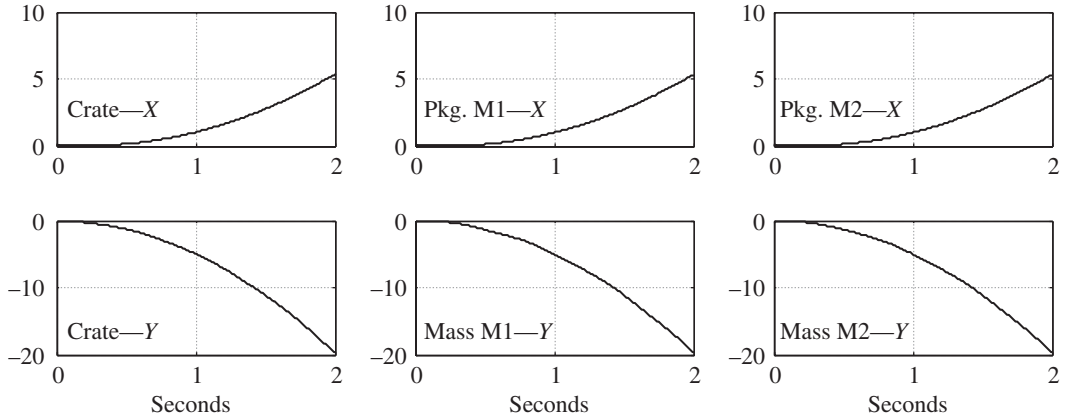 10
5
0
Crate—X
0 1 2
10
5
0
Pkg. M1—X
0 1 2
10
5
0
Pkg. M2—X
0 1 2
0
–10
–20
Crate—Y
0 1 2
Seconds
0
–10
–20
Mass M1—Y
0 1 2
Seconds
0
–10
–20
Mass M2—Y
0 1 2
Seconds